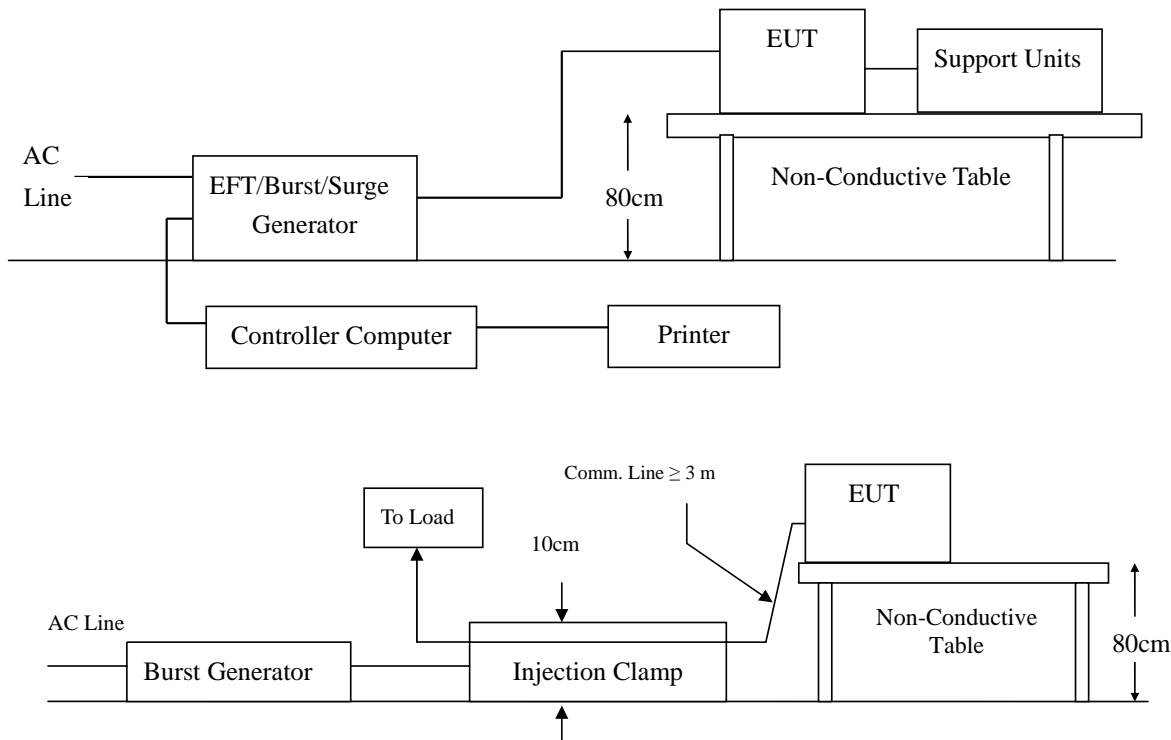 EUT
Support Units
AC
Line
EFT/Burst/Surge
Generator
80cm
Non-Conductive Table
Controller Computer
Printer
Comm. Line ≥ 3 m
EUT
To Load
10cm
AC Line
Burst Generator
Injection Clamp
Non-Conductive
Table
80cm